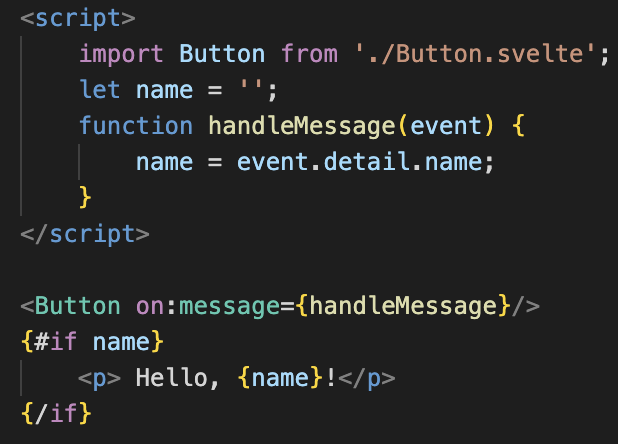 <script>
    import Button from './Button.svelte';
    let name = '';
    function handleMessage(event) {
        name = event.detail.name;
    }
</script>

<Button on:message={handleMessage}/>
{#if name}
    <p> Hello, {name}!</p>
{/if}